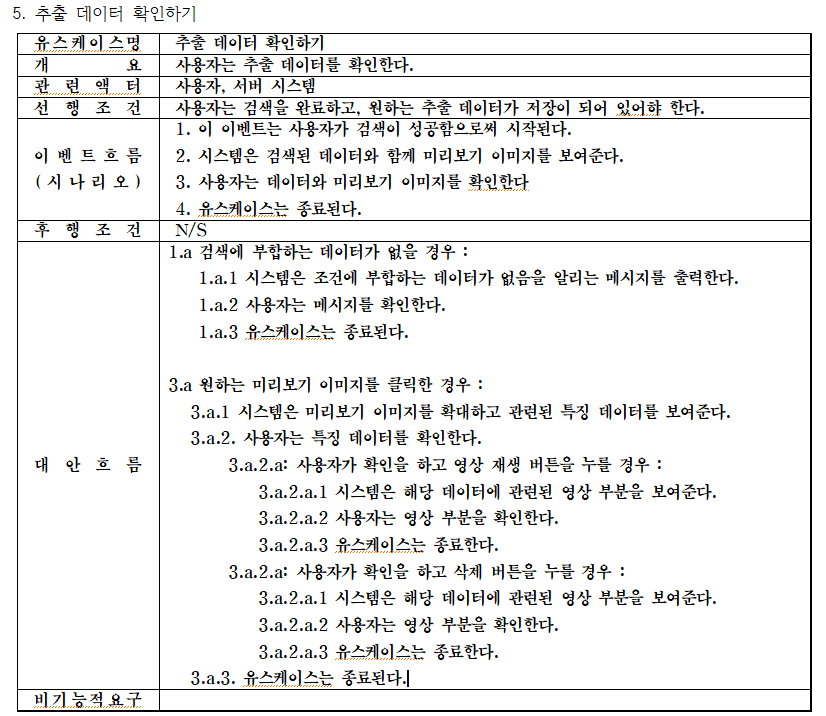 5. 추출 데이터 확인하기
유스케이스명 추출 데이터 확인하기
개 요 사용자는 추출 데이터를 확인한다.
관 련 액 터 사용자, 서버 시스템
선 행 조 건 사용자는 검색을 완료하고, 원하는 추출 데이터가 저장이 되어 있어햐 한다.
이 벤 트 흐 름
( 시 나 리 오 )
1. 이 이벤트는 사용자가 검색이 성공함으로써 시작된다.
2. 시스템은 검색된 데이터와 함께 미리보기 이미지를 보여준다.
3. 사용자는 데이터와 미리보기 이미지를 확인한다
4. 유스케이스는 종료된다.
후 행 조 건 N/S
대 안 흐 름
1.a 검색에 부합하는 데이터가 없을 경우 :
1.a.1 시스템은 조건에 부합하는 데이터가 없음을 알리는 메시지를 출력한다.
1.a.2 사용자는 메시지를 확인한다.
1.a.3 유스케이스는 종료된다.
3.a 원하는 미리보기 이미지를 클릭한 경우 :
3.a.1 시스템은 미리보기 이미지를 확대하고 관련된 특징 데이터를 보여준다.
3.a.2. 사용자는 특징 데이터를 확인한다.
3.a.2.a: 사용자가 확인을 하고 영상 재생 버튼을 누를 경우 :
3.a.2.a.1 시스템은 해당 데이터에 관련된 영상 부분을 보여준다.
3.a.2.a.2 사용자는 영상 부분을 확인한다.
3.a.2.a.3 유스케이스는 종료한다.
3.a.2.a: 사용자가 확인을 하고 삭제 버튼을 누를 경우 :
3.a.2.a.1 시스템은 해당 데이터에 관련된 영상 부분을 보여준다.
3.a.2.a.2 사용자는 영상 부분을 확인한다.
3.a.2.a.3 유스케이스는 종료한다.
3.a.3. 유스케이스는 종료된다.
비기능적요구